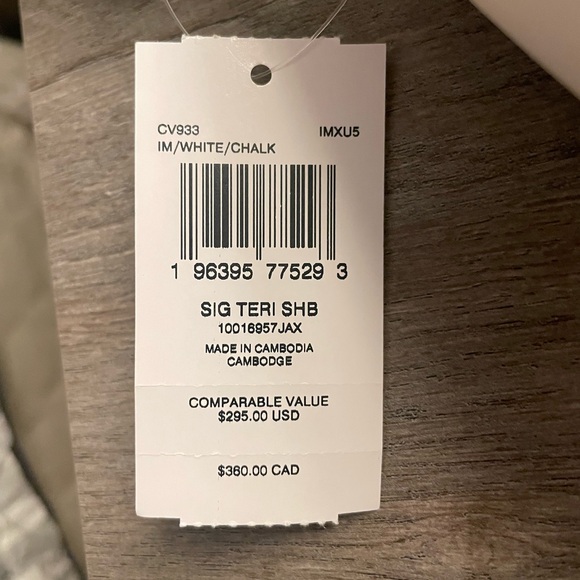 CV933 IMXU5
IM/WHITE/CHALK
1 96395 77529 3
SIG TERI SHB
10016957JAX
MADE IN CAMBODIA
CAMBODGE
COMPARABLE VALUE
$295.00 USD
$360.00 CAD